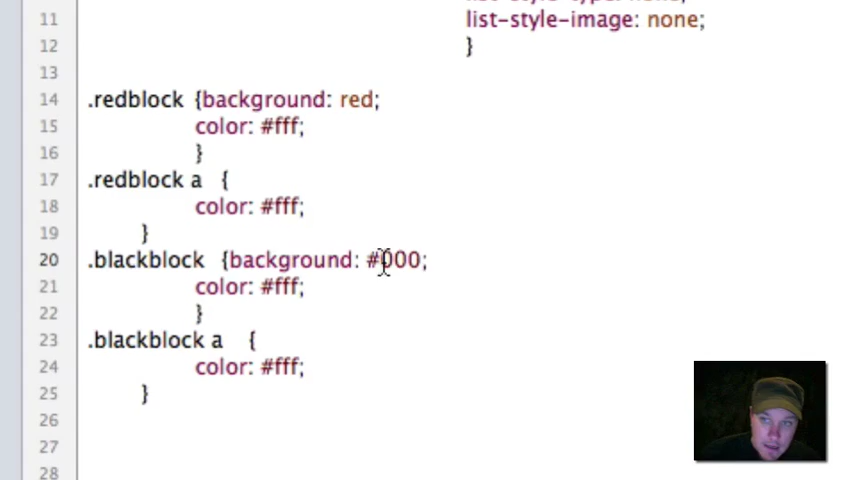 11 list-style-image: none;
12 }
13
14 .redblock {background: red;
15 color: #fff;
16 }
17 .redblock a {
18 color: #fff;
19 }
20 .blackblock {background: #000;
21 color: #fff;
22 }
23 .blackblock a {
24 color: #fff;
25 }
26
27
28